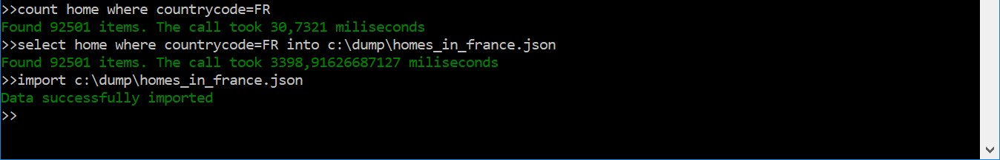 >>count home where countrycode=FR
Found 92501 items. The call took 30,7321 miliseconds
>>select home where countrycode=FR into c:\dump\homes_in_france.json
Found 92501 items. The call took 3398,91626687127 miliseconds
>>import c:\dump\homes_in_france.json
Data successfully imported
>>